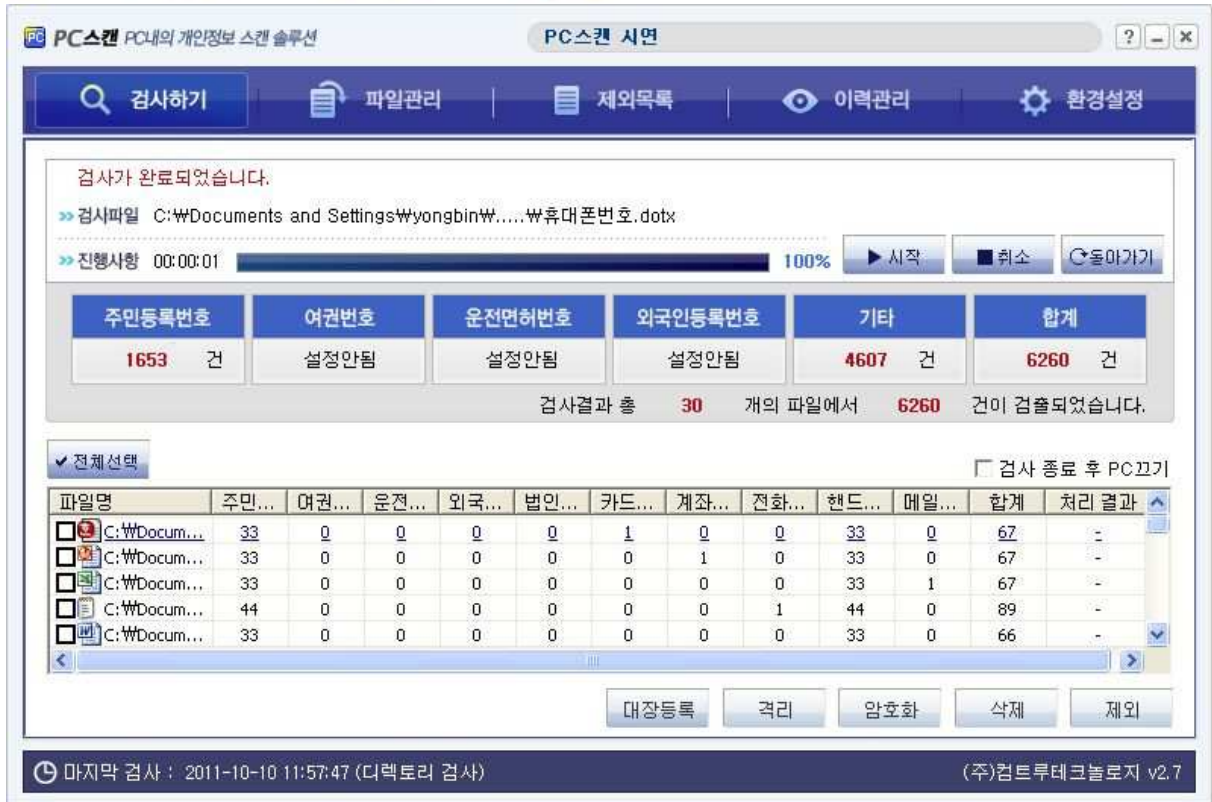 PC PC스캔 PC내의 개인정보 스캔 솔루션 PC스캔 시연 ? – ×
검사하기 파일관리 제외목록 이력관리 환경설정
검사가 완료되었습니다.
>> 검사파일 C:₩Documents and Settings₩yongbin₩.....₩휴대폰번호.dotx
>> 진행사항 00:00:01 100% ▶ 시작 ■ 취소 돌아가기
주민등록번호 여권번호 운전면허번호 외국인등록번호 기타 합계
1653 건 설정안됨 설정안됨 설정안됨 4607 건 6260 건
검사결과 총 30 개의 파일에서 6260 건이 검출되었습니다.
✔ 전체선택 검사 종료 후 PC끄기
파일명 주민... 여권... 운전... 외국... 법인... 카드... 계좌... 전화... 핸드... 메일... 합계 처리 결과
C:₩Docum... 33 0 0 0 0 1 0 0 33 0 67 -
C:₩Docum... 33 0 0 0 0 0 1 0 33 0 67 -
C:₩Docum... 33 0 0 0 0 0 0 0 33 1 67 -
C:₩Docum... 44 0 0 0 0 0 0 1 44 0 89 -
C:₩Docum... 33 0 0 0 0 0 0 0 33 0 66 -
대장등록 격리 암호화 삭제 제외
마지막 검사 : 2011-10-10 11:57:47 (디렉토리 검사) (주)컴트루테크놀로지 v2.7